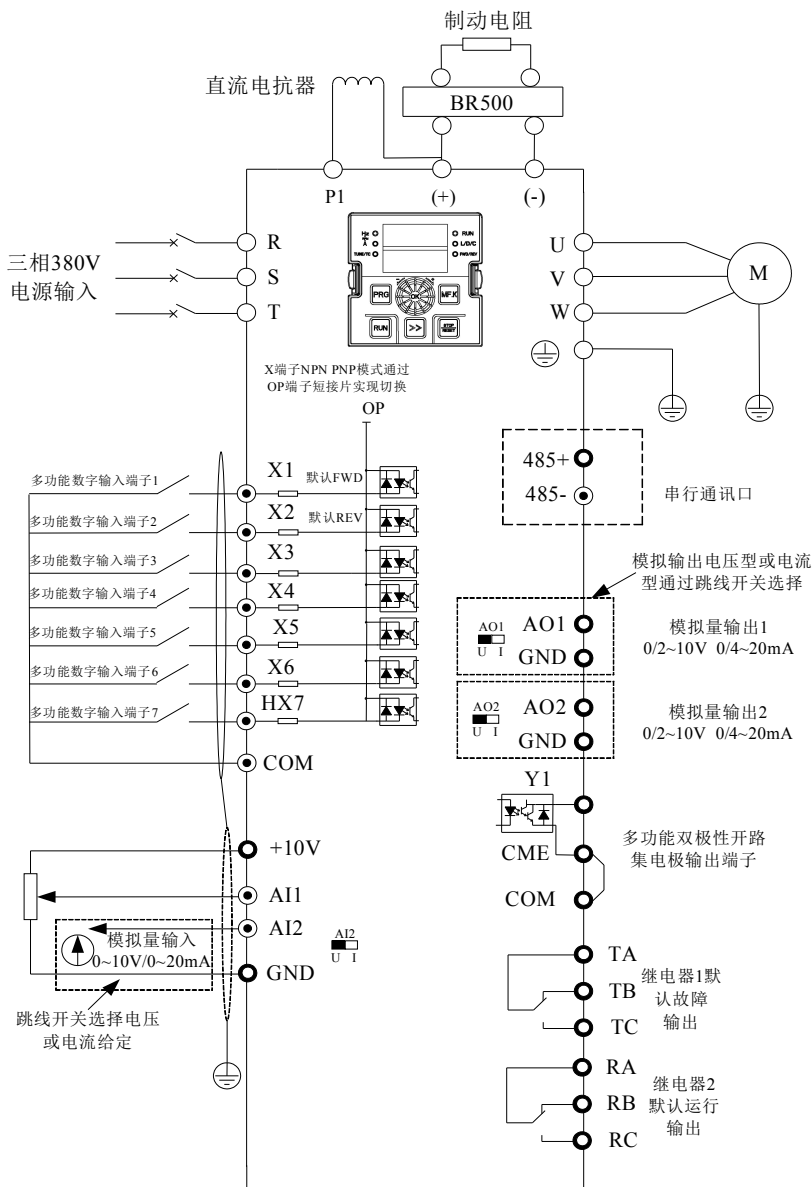 制动电阻
直流电抗器
BR500
P1
(+)
(-)
三相380V
电源输入
R
S
T
Hz
A
TUNE/TC
RUN
L/D/C
FWD/REV
PRG
OK
MF.K
RUN
>>
STOP
RESET
U
V
W
M
X端子NPN PNP模式通过
OP端子短接片实现切换
OP
多功能数字输入端子1
X1
默认FWD
多功能数字输入端子2
X2
默认REV
多功能数字输入端子3
X3
多功能数字输入端子4
X4
多功能数字输入端子5
X5
多功能数字输入端子6
X6
多功能数字输入端子7
HX7
COM
+10V
AI1
AI2
模拟量输入
0~10V/0~20mA
GND
AI2
U I
跳线开关选择电压
或电流给定
485+
485-
串行通讯口
模拟输出电压型或电流
型通过跳线开关选择
AO1
U I
AO1
GND
模拟量输出1
0/2~10V 0/4~20mA
AO2
U I
AO2
GND
模拟量输出2
0/2~10V 0/4~20mA
Y1
CME
COM
多功能双极性开路
集电极输出端子
TA
TB
TC
继电器1默
认故障
输出
RA
RB
RC
继电器2
默认运行
输出